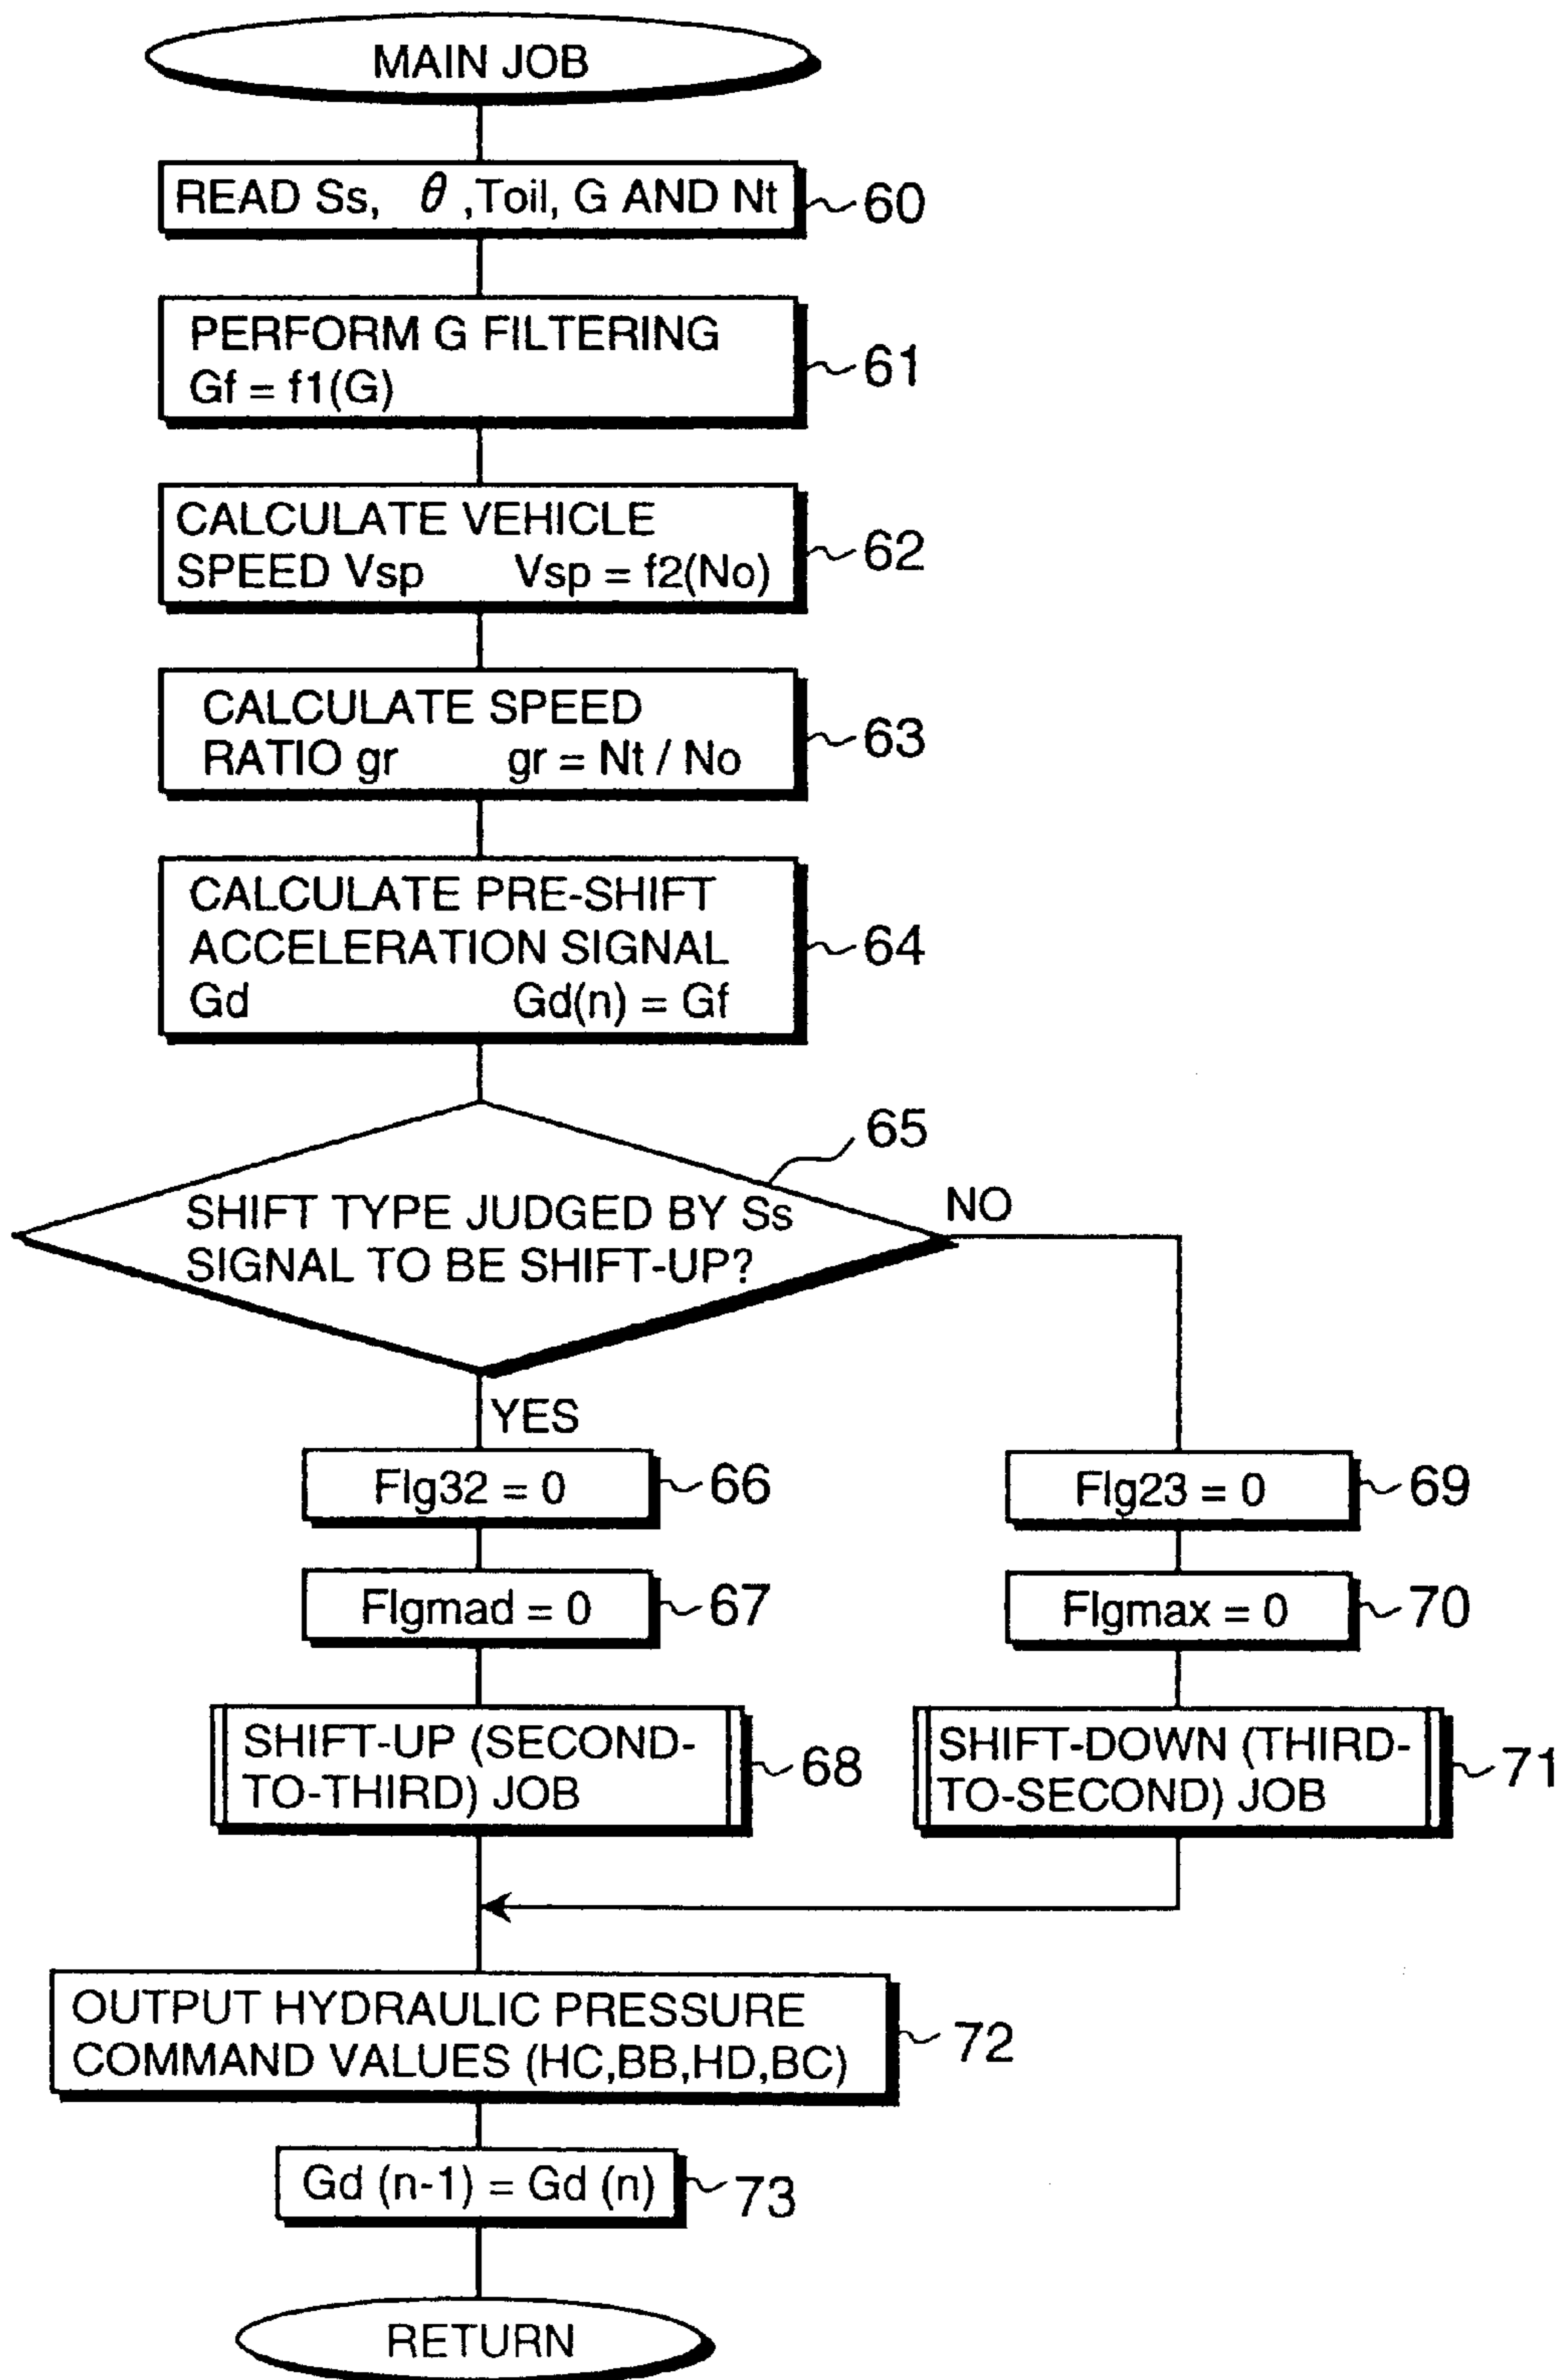 MAIN JOB
READ Ss, θ ,Toil, G AND Nt
60
PERFORM G FILTERING
Gf = f1(G)
61
CALCULATE VEHICLE
SPEED Vsp Vsp = f2(No)
62
CALCULATE SPEED
RATIO gr gr = Nt / No
63
CALCULATE PRE-SHIFT
ACCELERATION SIGNAL
Gd Gd(n) = Gf
64
65
SHIFT TYPE JUDGED BY Ss
SIGNAL TO BE SHIFT-UP?
NO
YES
Flg32 = 0
66
Flgmad = 0
67
SHIFT-UP (SECOND-
TO-THIRD) JOB
68
Flg23 = 0
69
Flgmax = 0
70
SHIFT-DOWN (THIRD-
TO-SECOND) JOB
71
OUTPUT HYDRAULIC PRESSURE
COMMAND VALUES (HC,BB,HD,BC)
72
Gd (n-1) = Gd (n)
73
RETURN